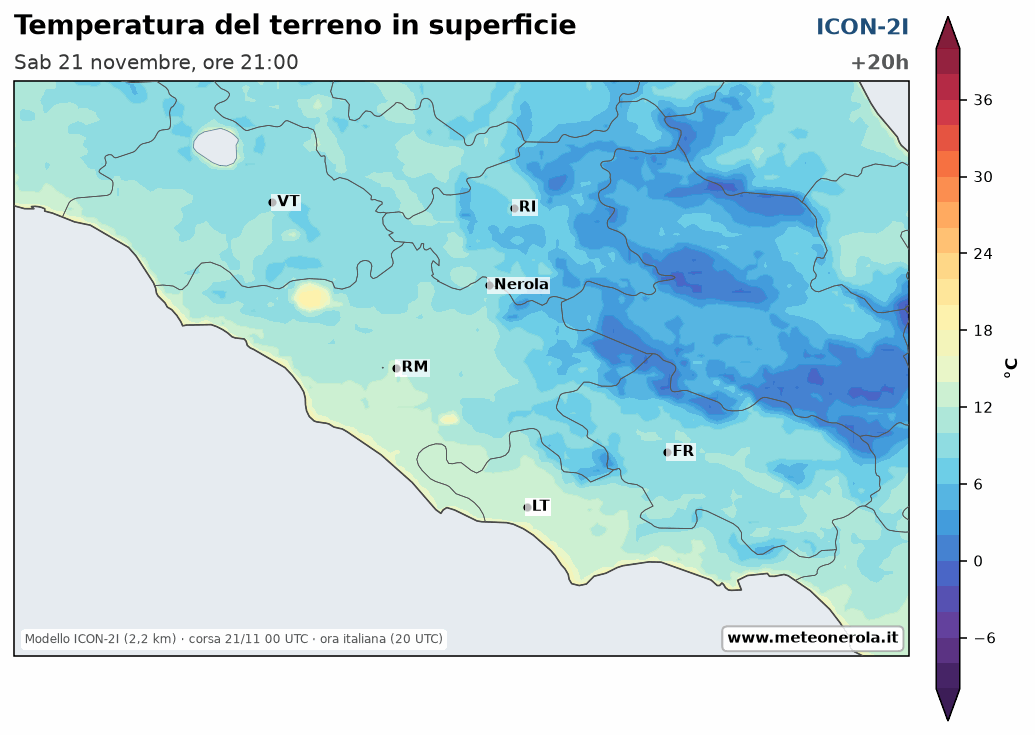 Temperatura del terreno in superficie
ICON-2I
Sab 21 novembre, ore 21:00
+20h
VT
RI
Nerola
RM
FR
LT
36
30
24
18
12
6
0
−6
°C
Modello ICON-2I (2,2 km) · corsa 21/11 00 UTC · ora italiana (20 UTC)
www.meteonerola.it